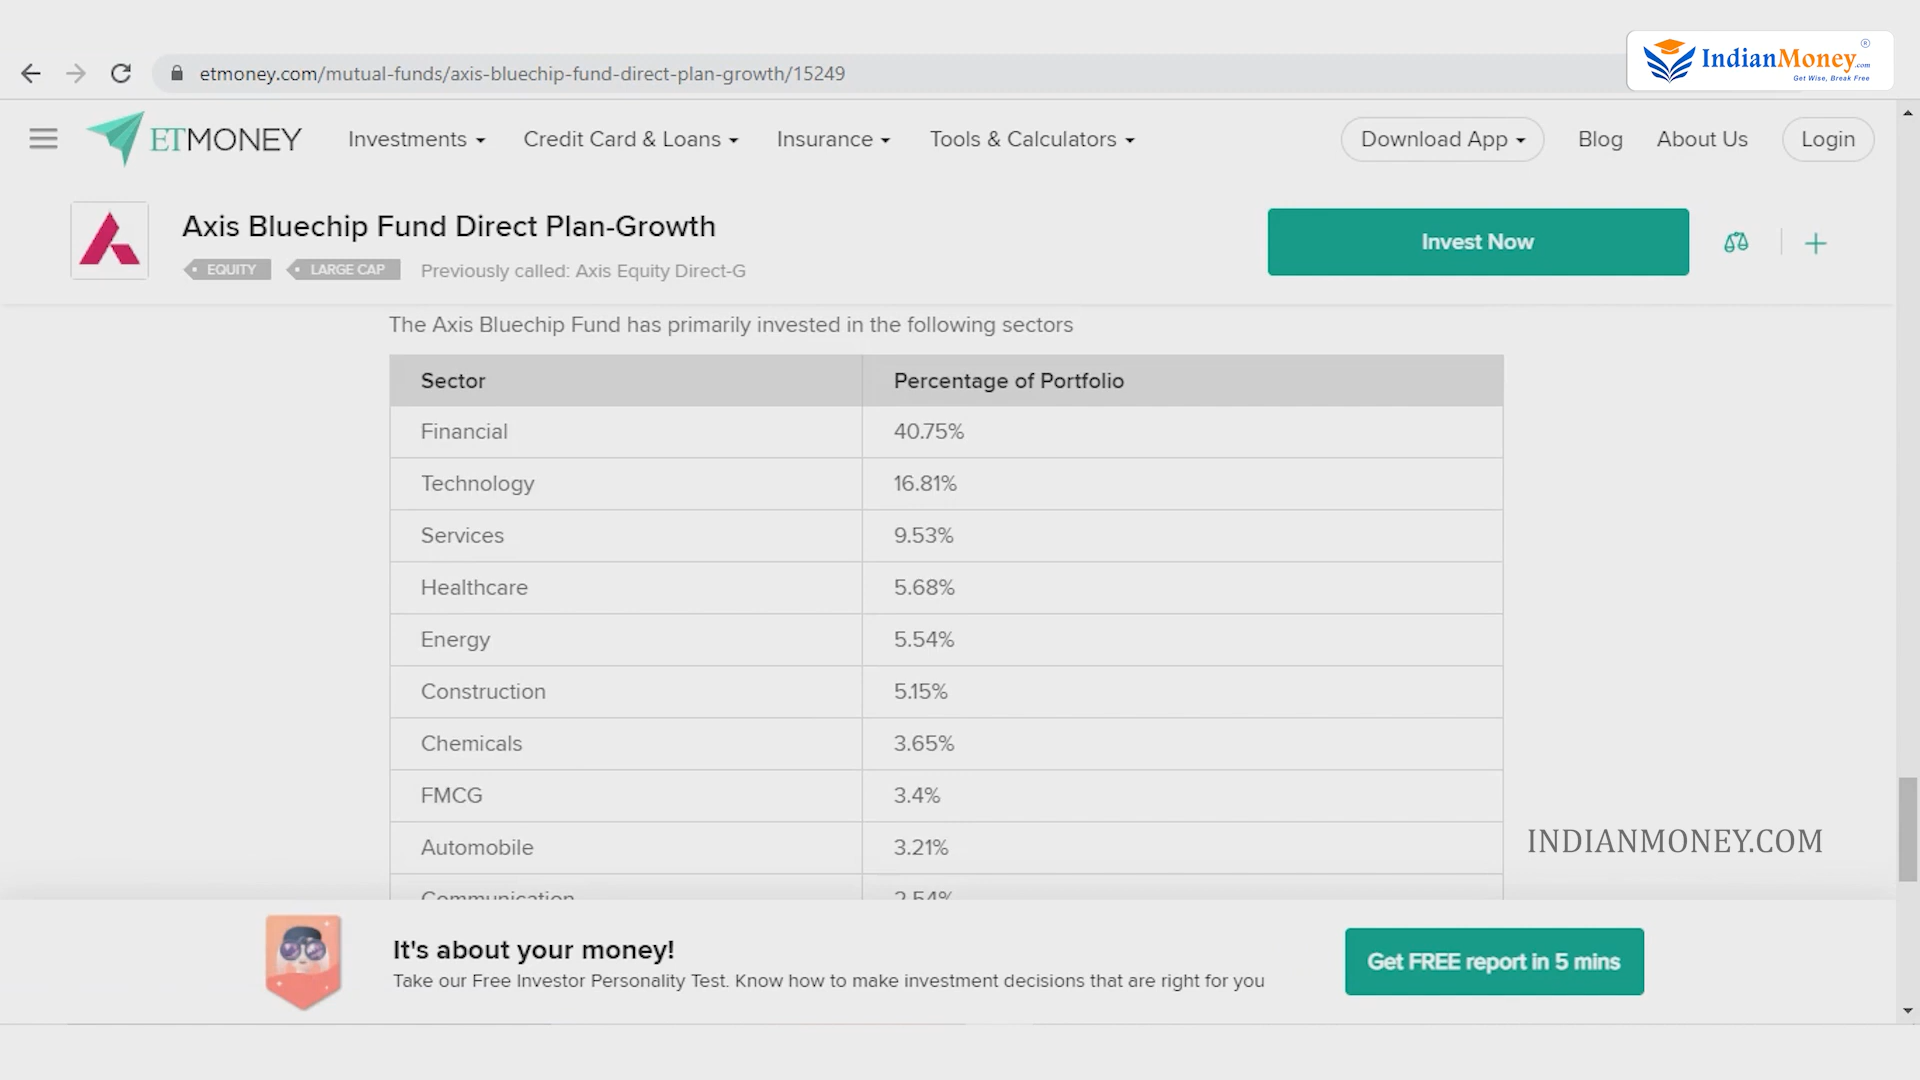 etmoney.com/mutual-funds/axis-bluechip-fund-direct-plan-growth/15249
IndianMoney.com ®
Get Wise, Break Free
ETMONEY Investments Credit Card & Loans Insurance Tools & Calculators Download App Blog About Us Login
Axis Bluechip Fund Direct Plan-Growth
EQUITY LARGE CAP Previously called: Axis Equity Direct-G
Invest Now
The Axis Bluechip Fund has primarily invested in the following sectors
Sector Percentage of Portfolio
Financial 40.75%
Technology 16.81%
Services 9.53%
Healthcare 5.68%
Energy 5.54%
Construction 5.15%
Chemicals 3.65%
FMCG 3.4%
Automobile 3.21%
Communication 2.54%
INDIANMONEY.COM
It's about your money!
Take our Free Investor Personality Test. Know how to make investment decisions that are right for you
Get FREE report in 5 mins